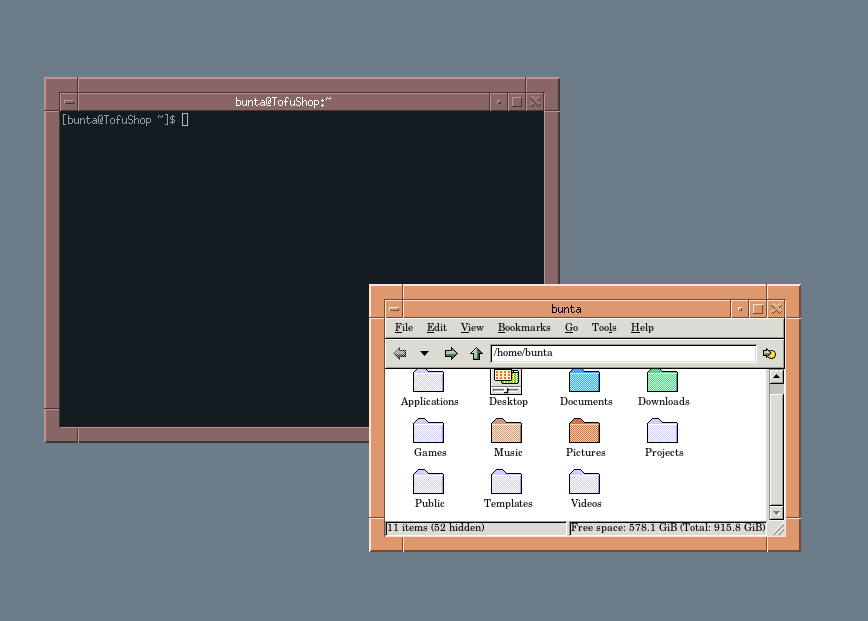 bunta@TofuShop:~
[bunta@TofuShop ~]$
bunta
File Edit View Bookmarks Go Tools Help
/home/bunta
Applications Desktop Documents Downloads
Games Music Pictures Projects
Public Templates Videos
11 items (52 hidden) Free space: 578.1 GiB (Total: 915.8 GiB)